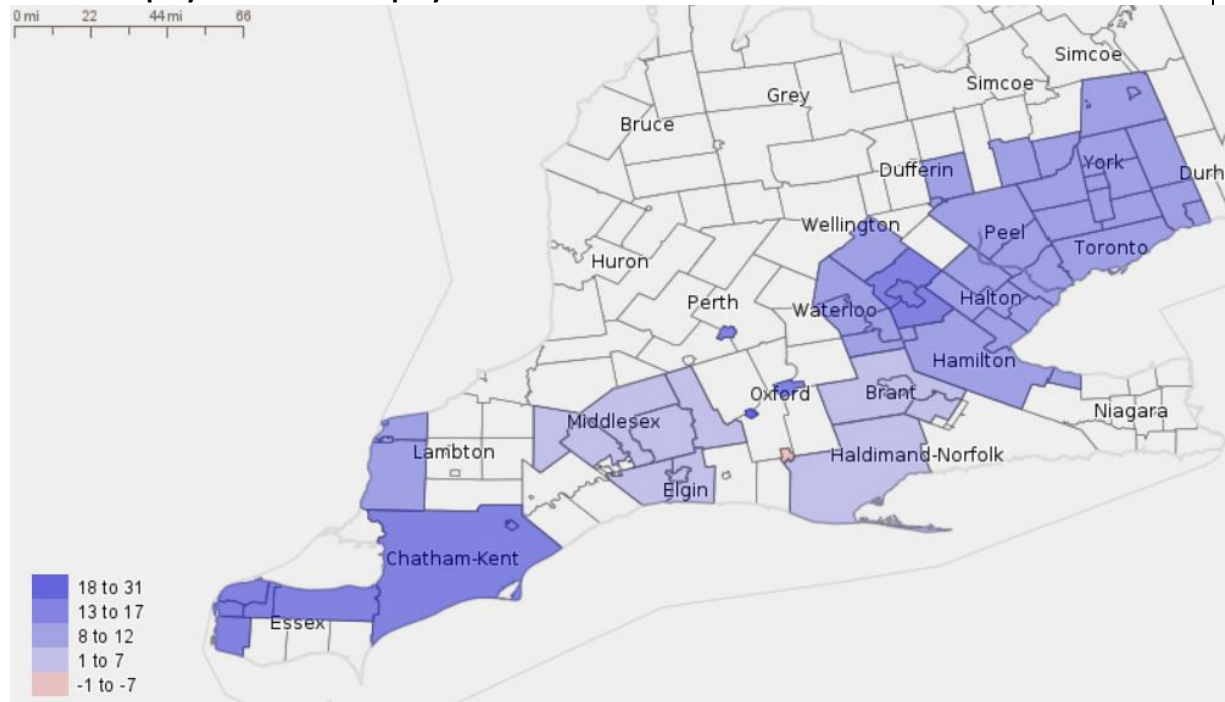 0 mi 22 44 mi 66
Simcoe
Simcoe
Grey
Bruce
Dufferin
York
Durh
Wellington
Peel
Toronto
Huron
Halton
Perth
Waterloo
Hamilton
Oxford
Brant
Niagara
Middlesex
Lambton
Haldimand-Norfolk
Elgin
Chatham-Kent
Essex
18 to 31
13 to 17
8 to 12
1 to 7
-1 to -7